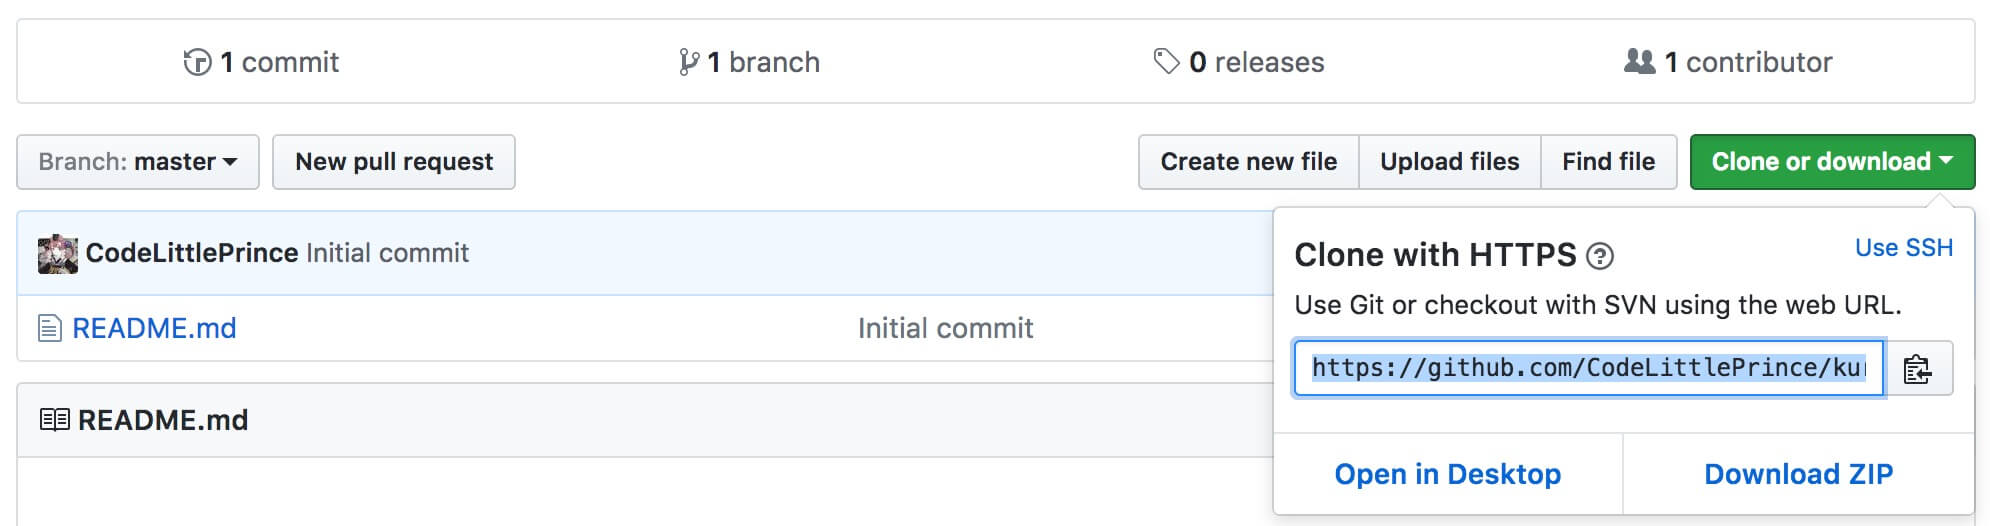 1 commit
1 branch
0 releases
1 contributor
Branch: master
New pull request
Create new file
Upload files
Find file
Clone or download
CodeLittlePrince Initial commit
README.md
Initial commit
README.md
Clone with HTTPS
Use SSH
Use Git or checkout with SVN using the web URL.
https://github.com/CodeLittlePrince/ku
Open in Desktop
Download ZIP